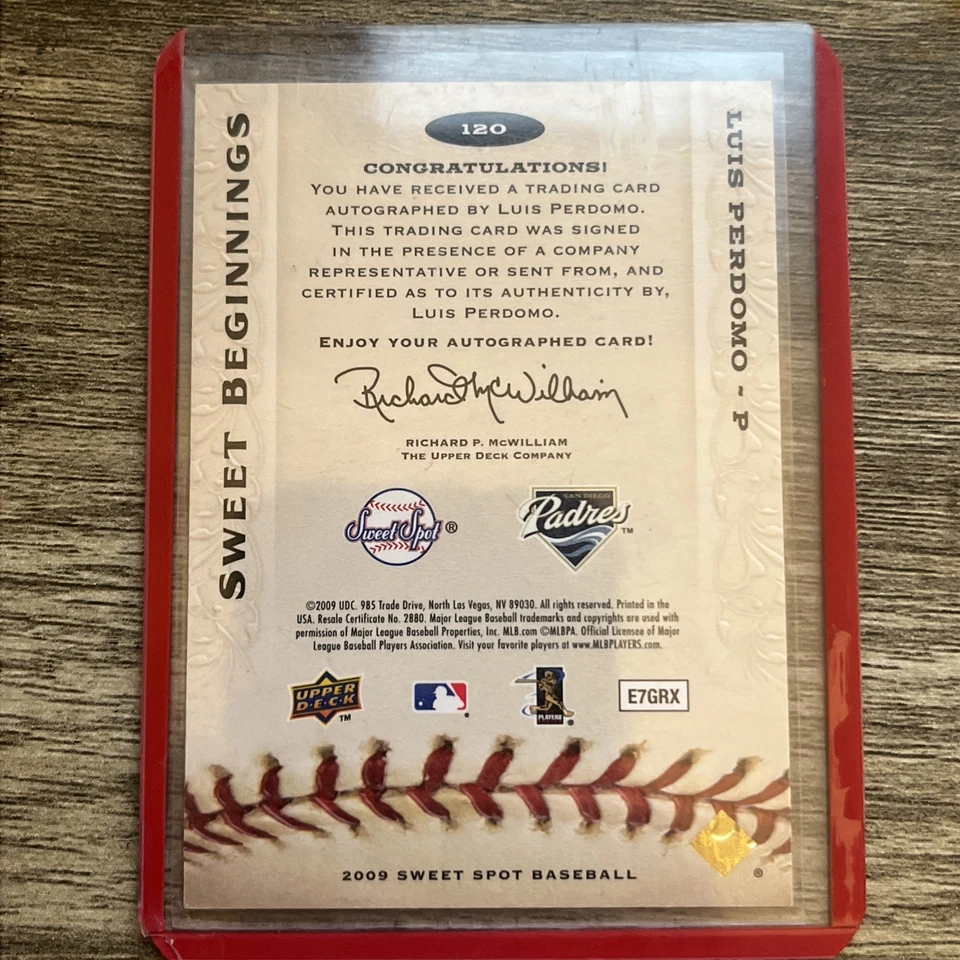 120
CONGRATULATIONS!
YOU HAVE RECEIVED A TRADING CARD
AUTOGRAPHED BY LUIS PERDOMO.
THIS TRADING CARD WAS SIGNED
IN THE PRESENCE OF A COMPANY
REPRESENTATIVE OR SENT FROM, AND
CERTIFIED AS TO ITS AUTHENTICITY BY,
LUIS PERDOMO.
ENJOY YOUR AUTOGRAPHED CARD!
Richard McWilliam
RICHARD P. MCWILLIAM
THE UPPER DECK COMPANY
SWEET BEGINNINGS
LUIS PERDOMO ~ P
Sweet Spot ®
SAN DIEGO
Padres TM
©2009 UDC. 985 Trade Drive, North Las Vegas, NV 89030. All rights reserved. Printed in the
USA. Resale Certificate No. 2880. Major League Baseball trademarks and copyrights are used with
permission of Major League Baseball Properties, Inc. MLB.com ©MLBPA. Official Licensee of Major
League Baseball Players Association. Visit your favorite players at www.MLBPLAYERS.com.
UPPER
D·E·C·K TM
PLAYERS
E7GRX
2009 SWEET SPOT BASEBALL
®